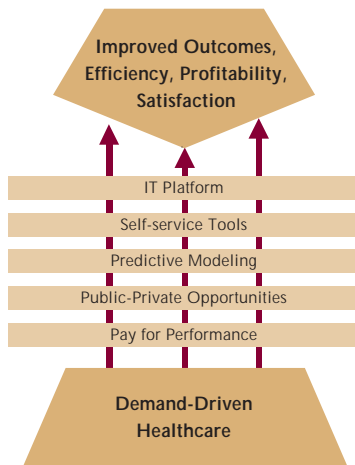 Improved Outcomes,
Efficiency, Profitability,
Satisfaction
IT Platform
Self-service Tools
Predictive Modeling
Public-Private Opportunities
Pay for Performance
Demand-Driven
Healthcare